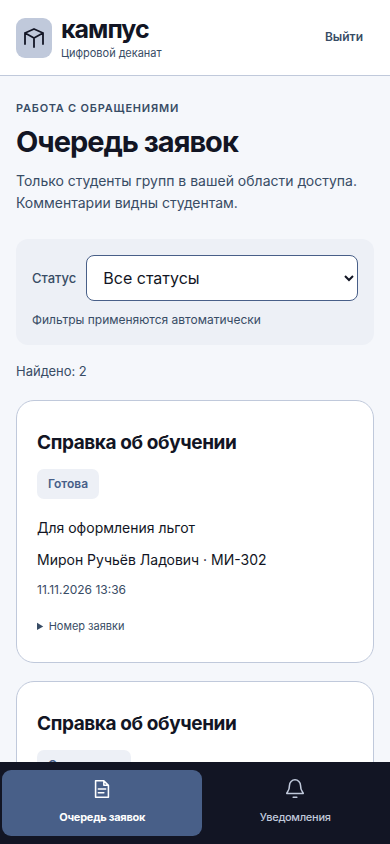 кампус
Цифровой деканат
Выйти
РАБОТА С ОБРАЩЕНИЯМИ
Очередь заявок
Только студенты групп в вашей области доступа.
Комментарии видны студентам.
Статус
Все статусы
Фильтры применяются автоматически
Найдено: 2
Справка об обучении
Готова
Для оформления льгот
Мирон Ручьёв Ладович · МИ-302
11.11.2026 13:36
Номер заявки
Справка об обучении
Очередь заявок
Уведомления